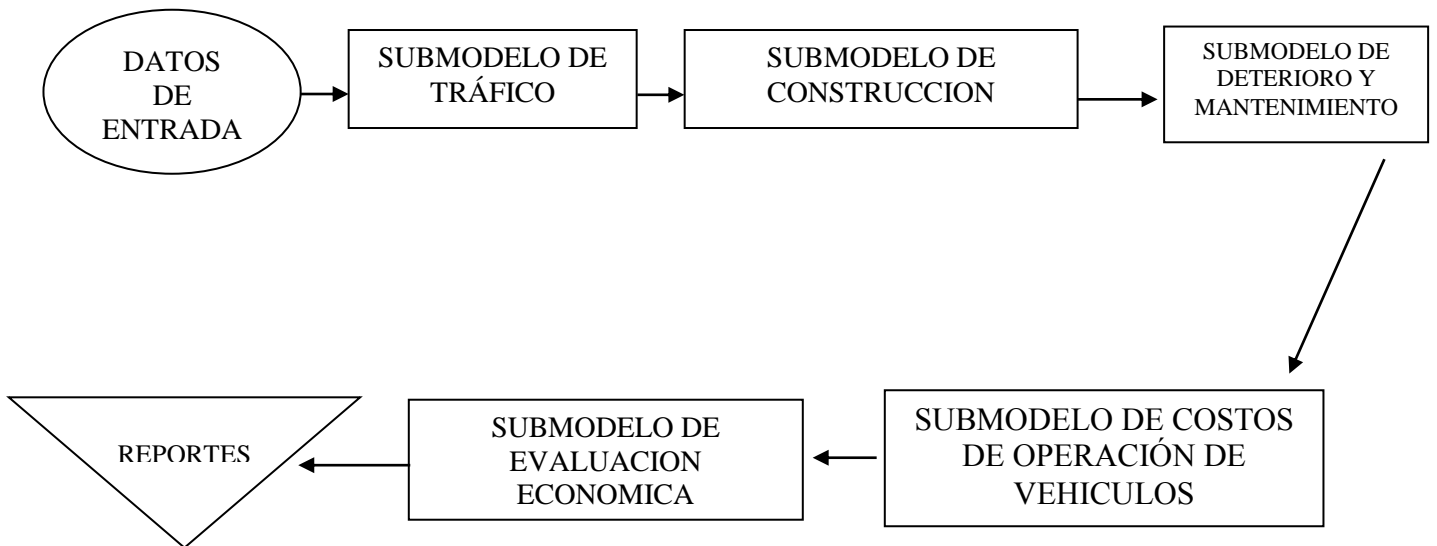 DATOS
DE
ENTRADA
SUBMODELO DE
TRÁFICO
SUBMODELO DE
CONSTRUCCION
SUBMODELO DE
DETERIORO Y
MANTENIMIENTO
SUBMODELO DE COSTOS
DE OPERACIÓN DE
VEHICULOS
SUBMODELO DE
EVALUACION
ECONOMICA
REPORTES